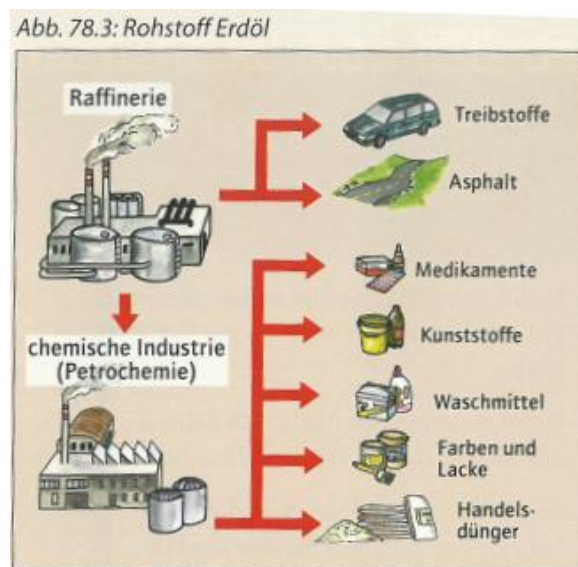 Abb. 78.3: Rohstoff Erdöl
Raffinerie
Treibstoffe
Asphalt
Medikamente
chemische Industrie
(Petrochemie)
Kunststoffe
Waschmittel
Farben und
Lacke
Handels-
dünger